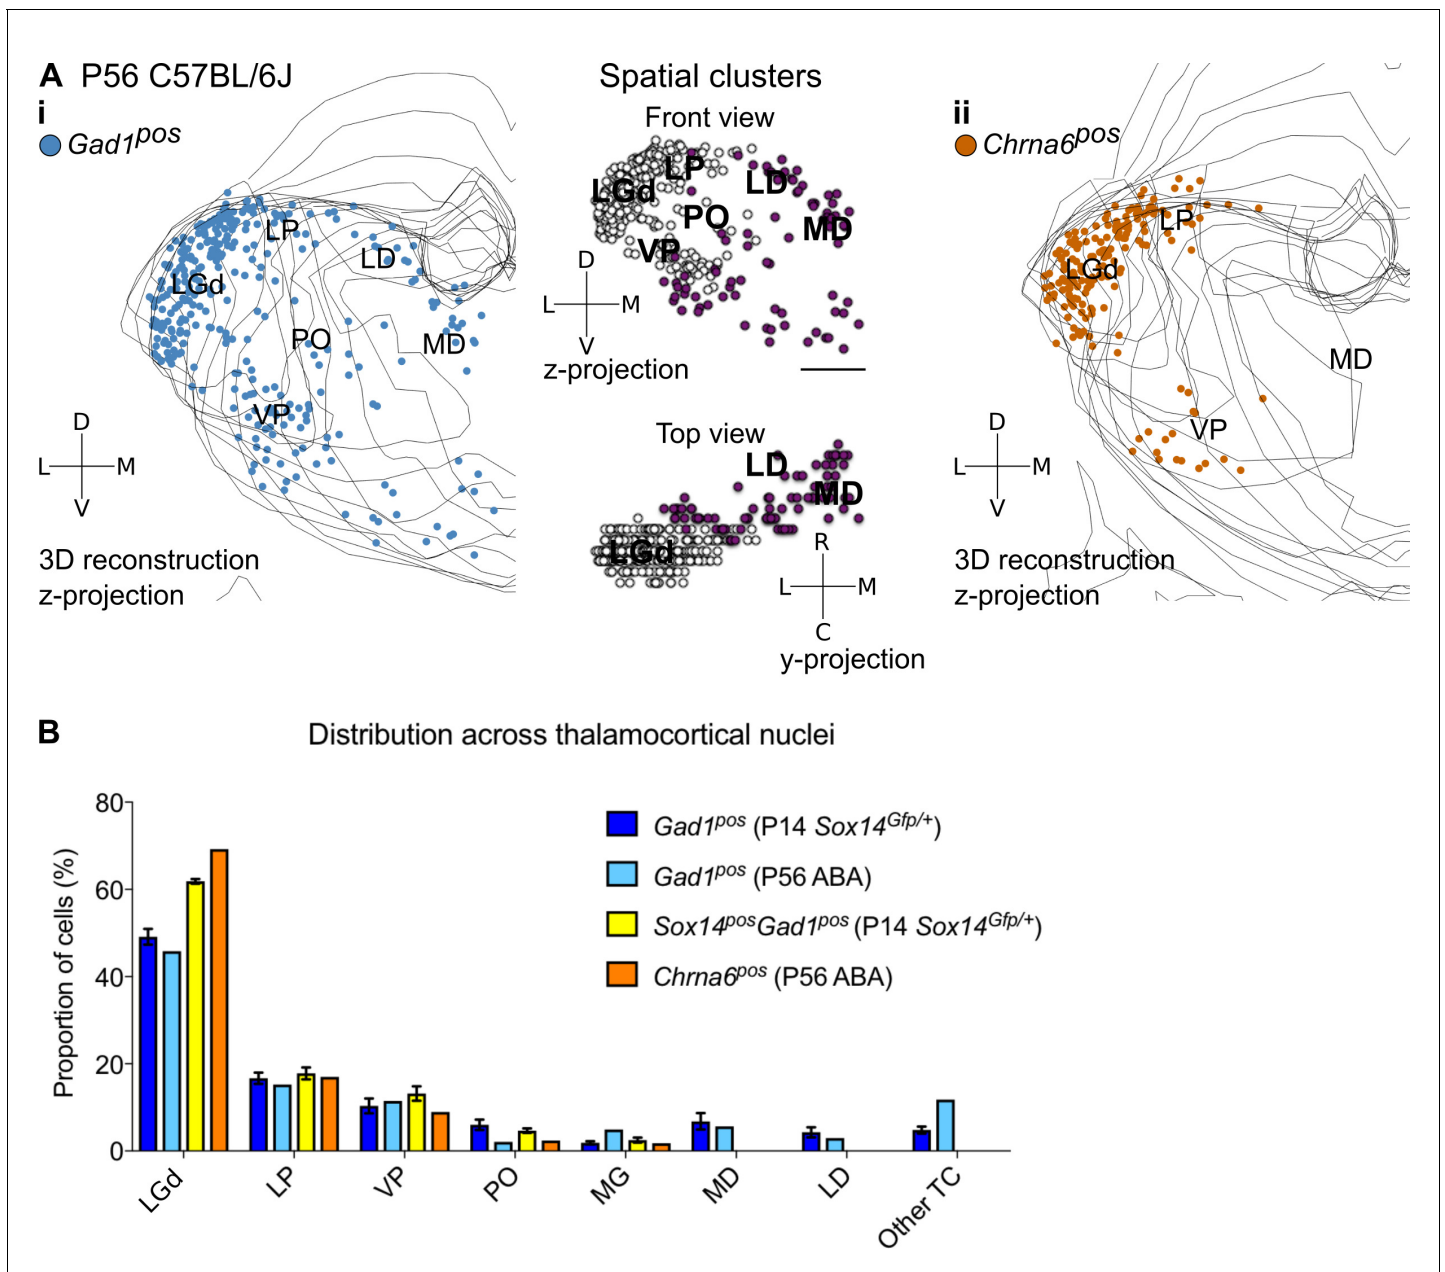 A P56 C57BL/6J
i
Gad1pos
LP
LD
LGd
PO
MD
VP
D
L M
V
3D reconstruction
z-projection
Spatial clusters
Front view
LP
LGd
LD
PO
MD
VP
D
L M
V
z-projection
Top view
LD
MD
LGd
R
L M
C
y-projection
ii
Chrna6pos
LP
LGd
MD
VP
D
L M
V
3D reconstruction
z-projection
B
Distribution across thalamocortical nuclei
Proportion of cells (%)
80
60
40
20
0
Gad1pos (P14 Sox14Gfp/+)
Gad1pos (P56 ABA)
Sox14posGad1pos (P14 Sox14Gfp/+)
Chrna6pos (P56 ABA)
LGd
LP
VP
PO
MG
MD
LD
Other TC